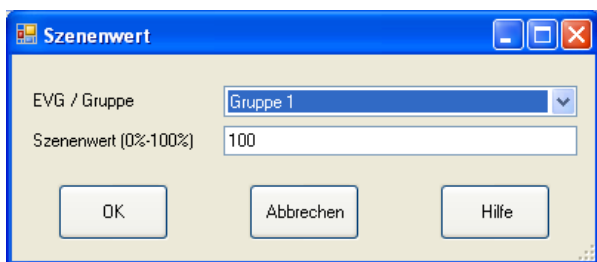 Szenenwert
EVG / Gruppe
Gruppe 1
Szenenwert (0%-100%)
100
OK
Abbrechen
Hilfe